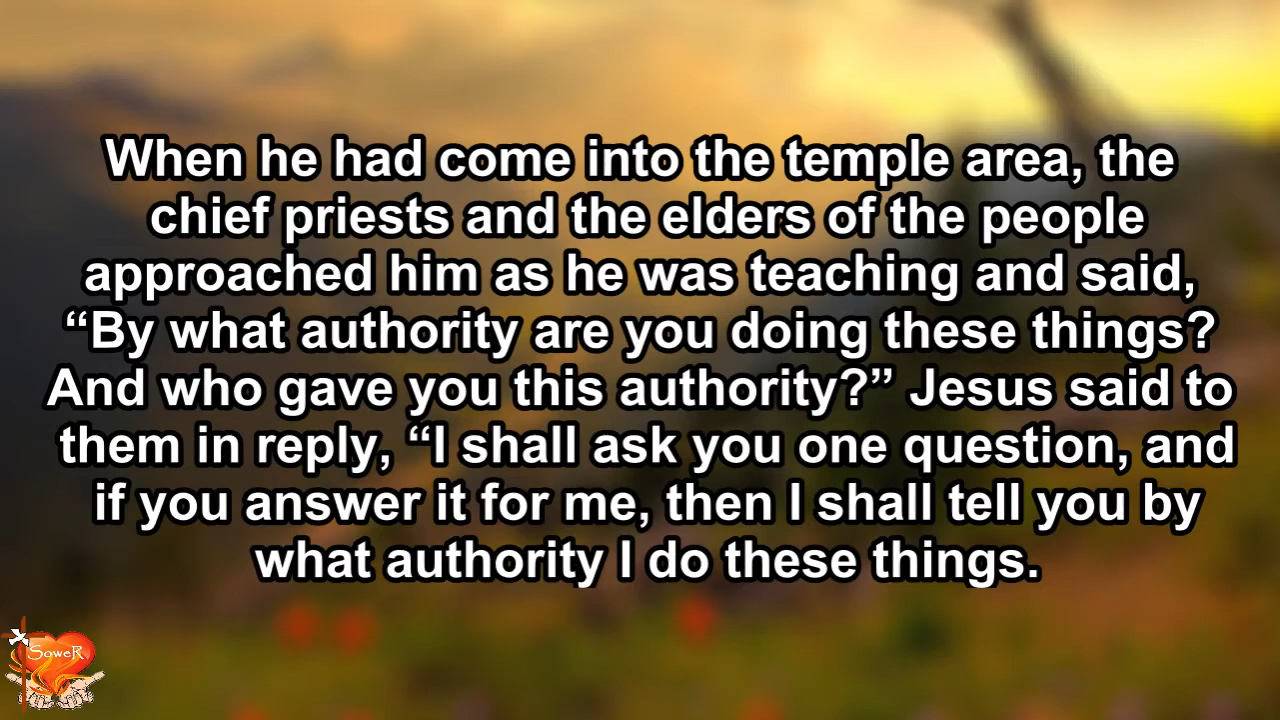 When he had come into the temple area, the
chief priests and the elders of the people
approached him as he was teaching and said,
“By what authority are you doing these things?
And who gave you this authority?” Jesus said to
them in reply, “I shall ask you one question, and
if you answer it for me, then I shall tell you by
what authority I do these things.
SoweR